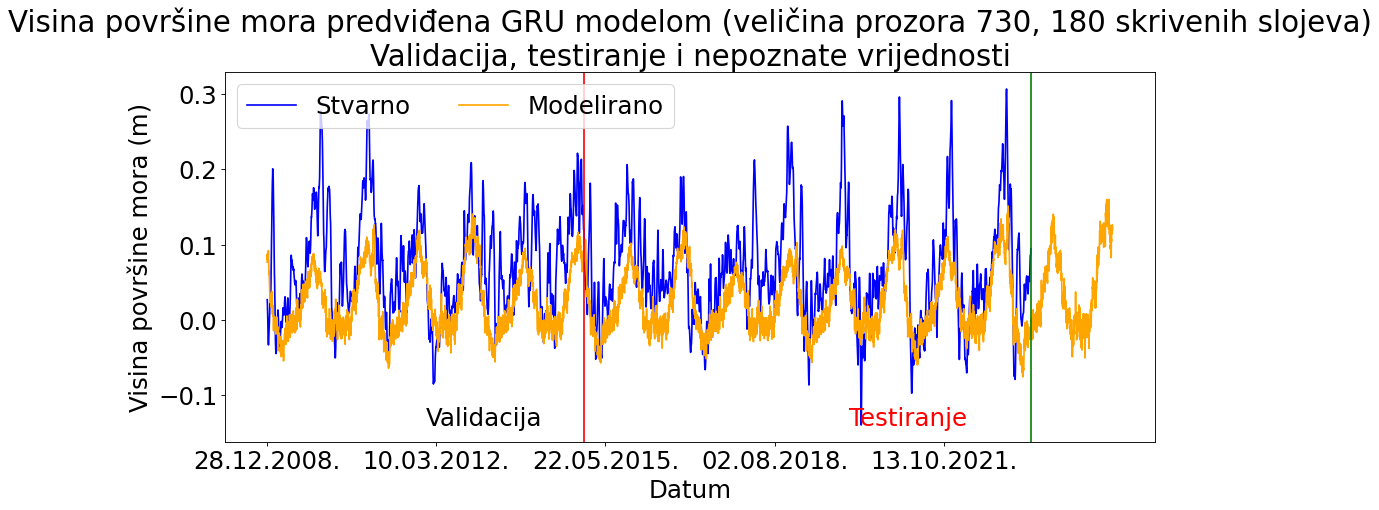 Visina površine mora predviđena GRU modelom (veličina prozora 730, 180 skrivenih slojeva)
Validacija, testiranje i nepoznate vrijednosti
Stvarno
Modelirano
Visina površine mora (m)
0.3
0.2
0.1
0.0
−0.1
Validacija
Testiranje
28.12.2008.
10.03.2012.
22.05.2015.
02.08.2018.
13.10.2021.
Datum